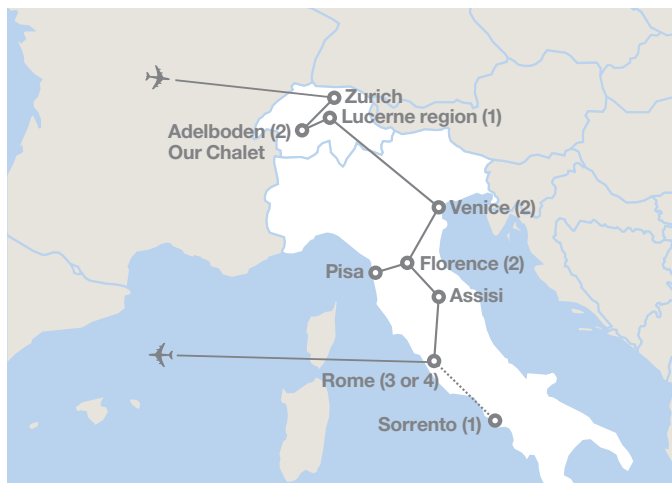 Zurich
Lucerne region (1)
Adelboden (2)
Our Chalet
Venice (2)
Florence (2)
Pisa
Assisi
Rome (3 or 4)
Sorrento (1)